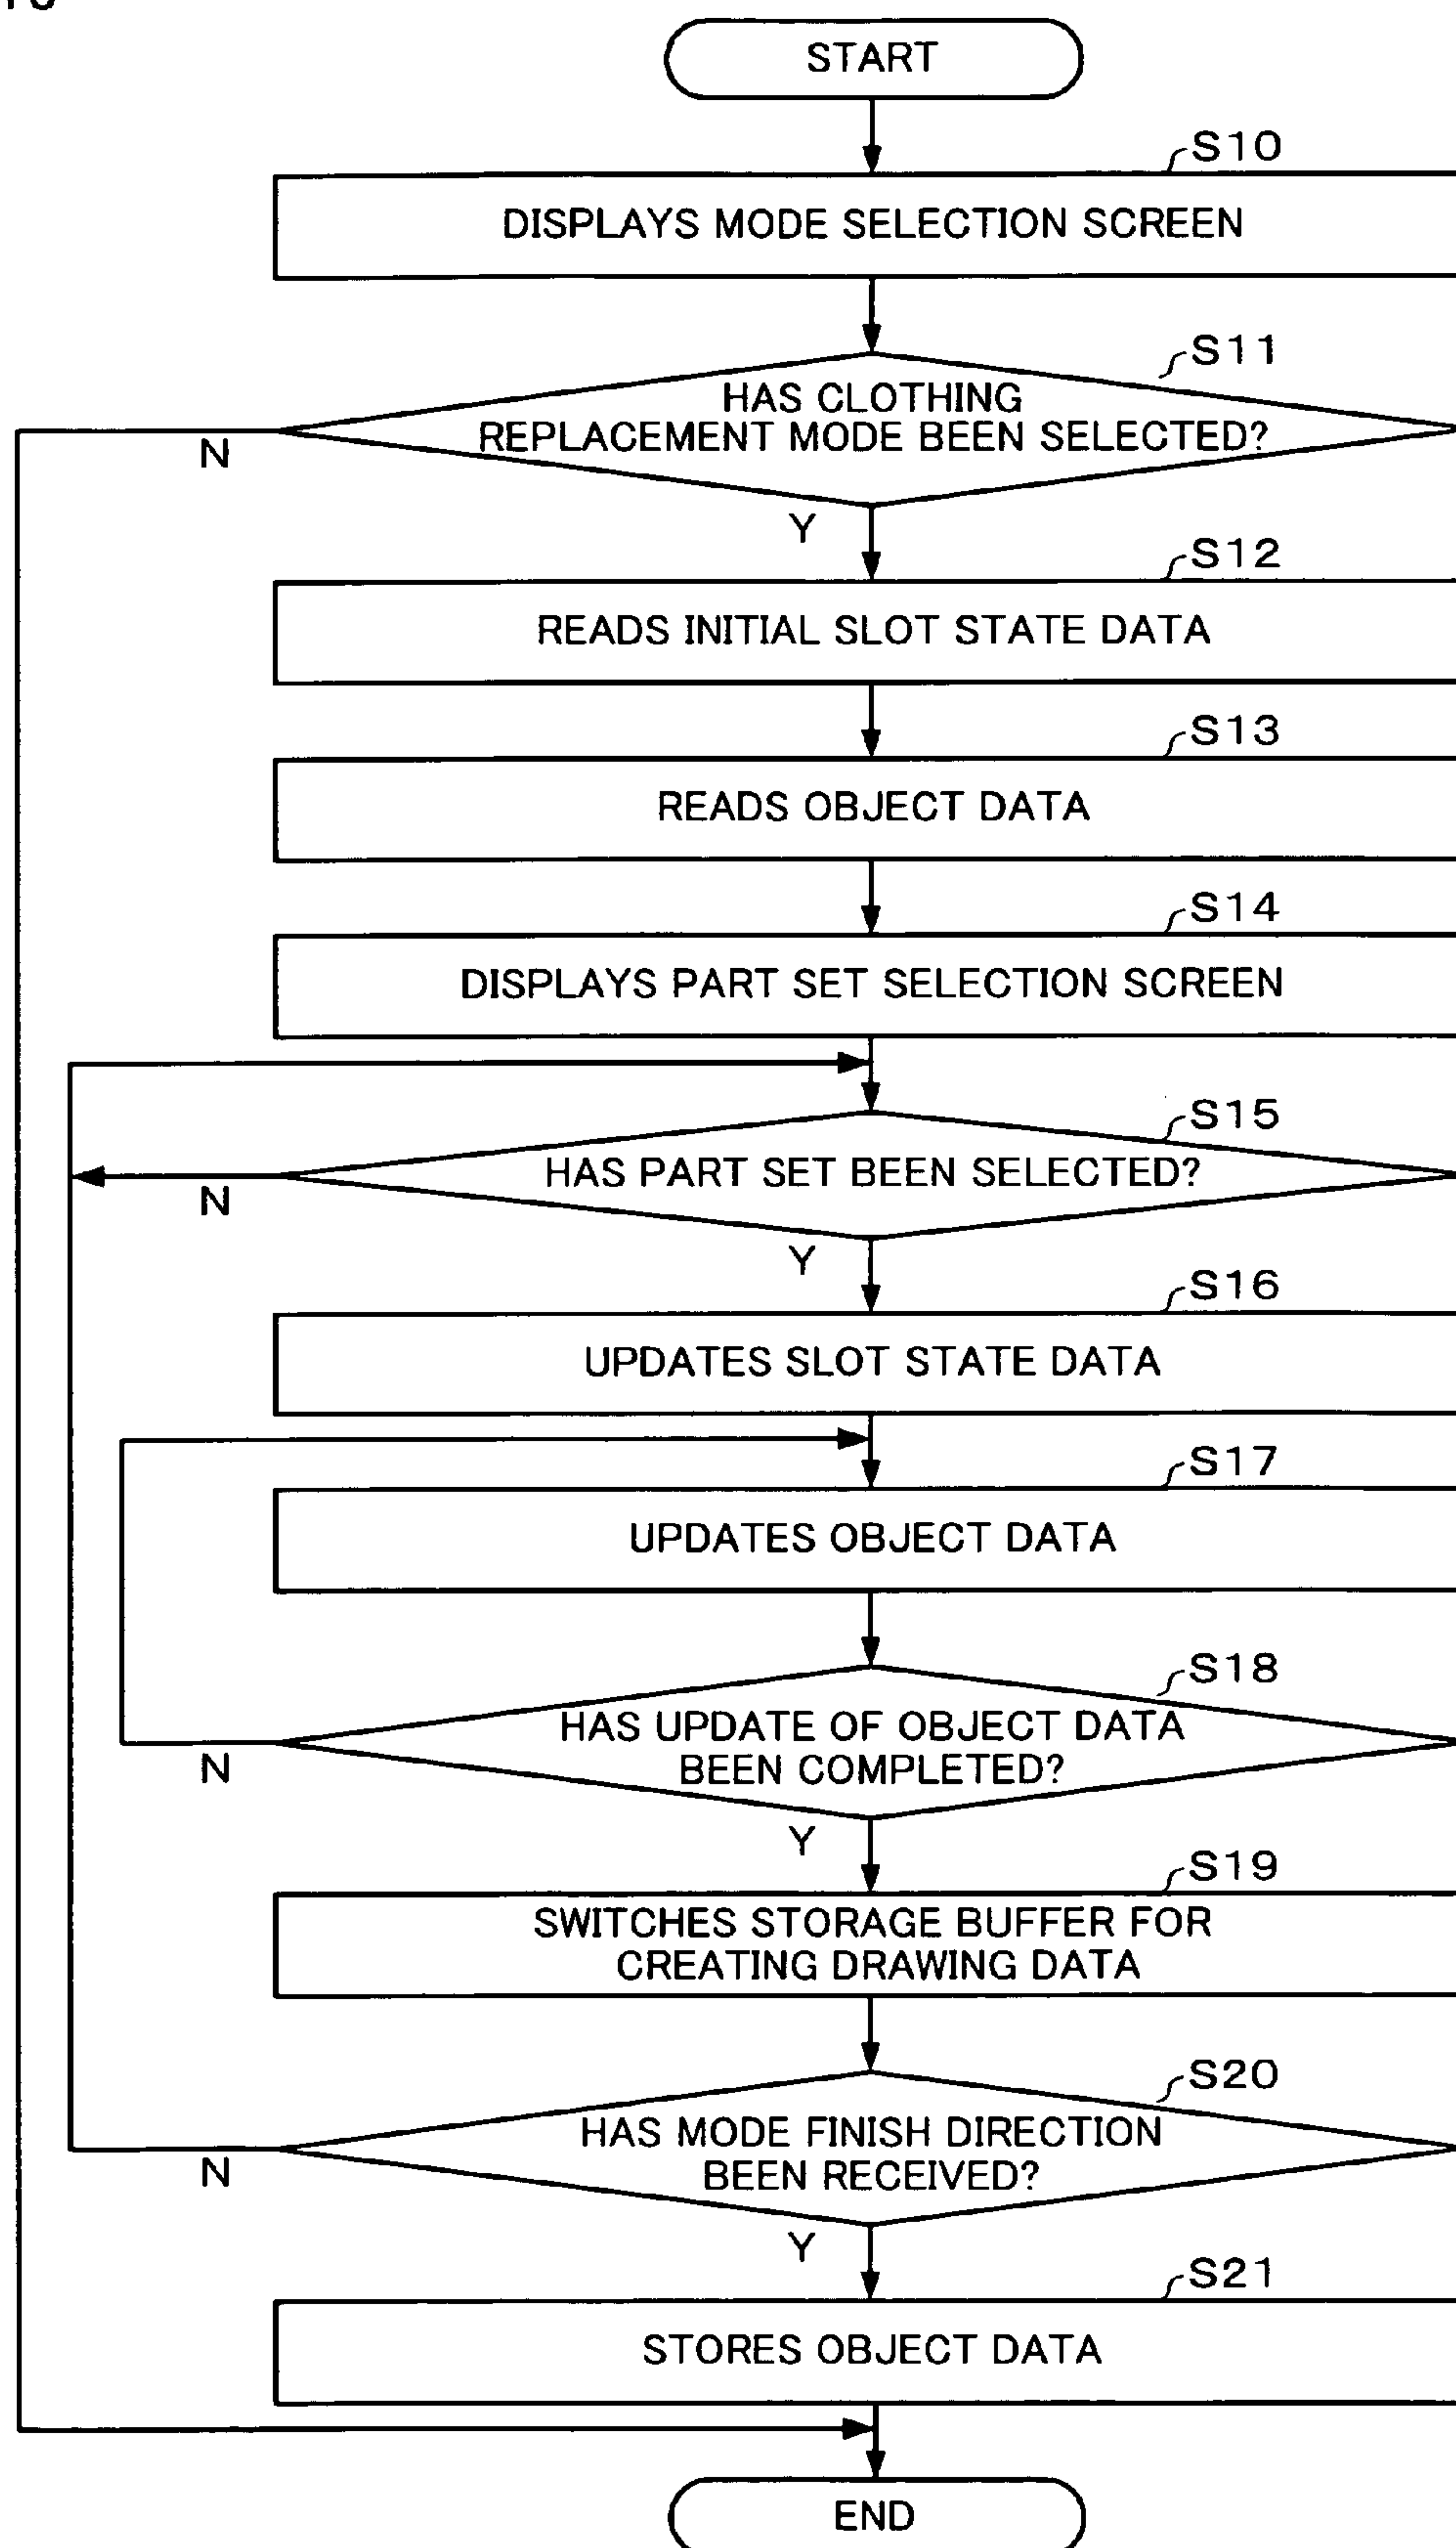 START
S10
DISPLAYS MODE SELECTION SCREEN
S11
HAS CLOTHING
REPLACEMENT MODE BEEN SELECTED?
N
Y
S12
READS INITIAL SLOT STATE DATA
S13
READS OBJECT DATA
S14
DISPLAYS PART SET SELECTION SCREEN
S15
HAS PART SET BEEN SELECTED?
N
Y
S16
UPDATES SLOT STATE DATA
S17
UPDATES OBJECT DATA
S18
HAS UPDATE OF OBJECT DATA
BEEN COMPLETED?
N
Y
S19
SWITCHES STORAGE BUFFER FOR
CREATING DRAWING DATA
S20
HAS MODE FINISH DIRECTION
BEEN RECEIVED?
N
Y
S21
STORES OBJECT DATA
END